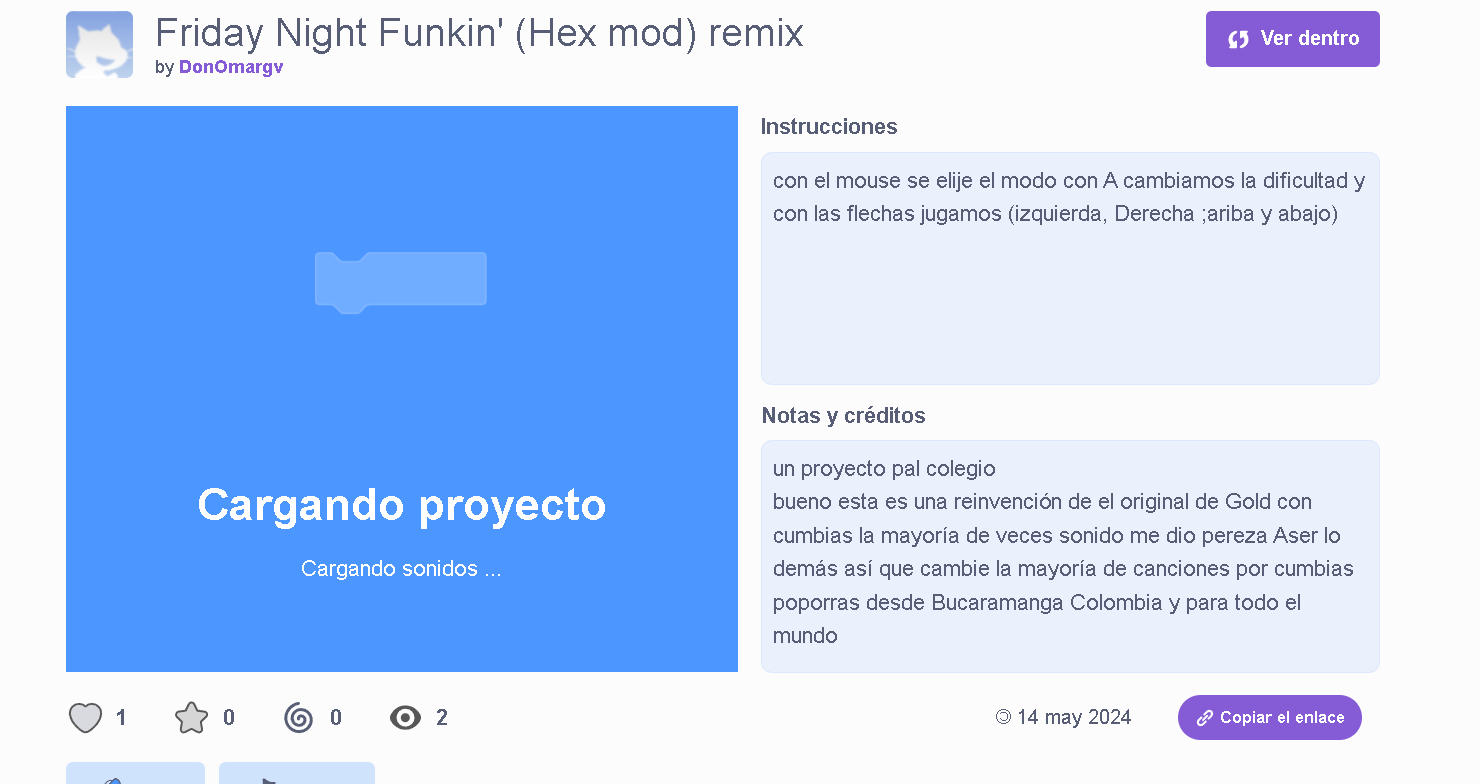 Friday Night Funkin' (Hex mod) remix
by DonOmargv
Ver dentro
Cargando proyecto
Cargando sonidos ...
Instrucciones
con el mouse se elije el modo con A cambiamos la dificultad y
con las flechas jugamos (izquierda, Derecha ;ariba y abajo)
Notas y créditos
un proyecto pal colegio
bueno esta es una reinvención de el original de Gold con
cumbias la mayoría de veces sonido me dio pereza Aser lo
demás así que cambie la mayoría de canciones por cumbias
poporras desde Bucaramanga Colombia y para todo el
mundo
1
0
0
2
14 may 2024
Copiar el enlace